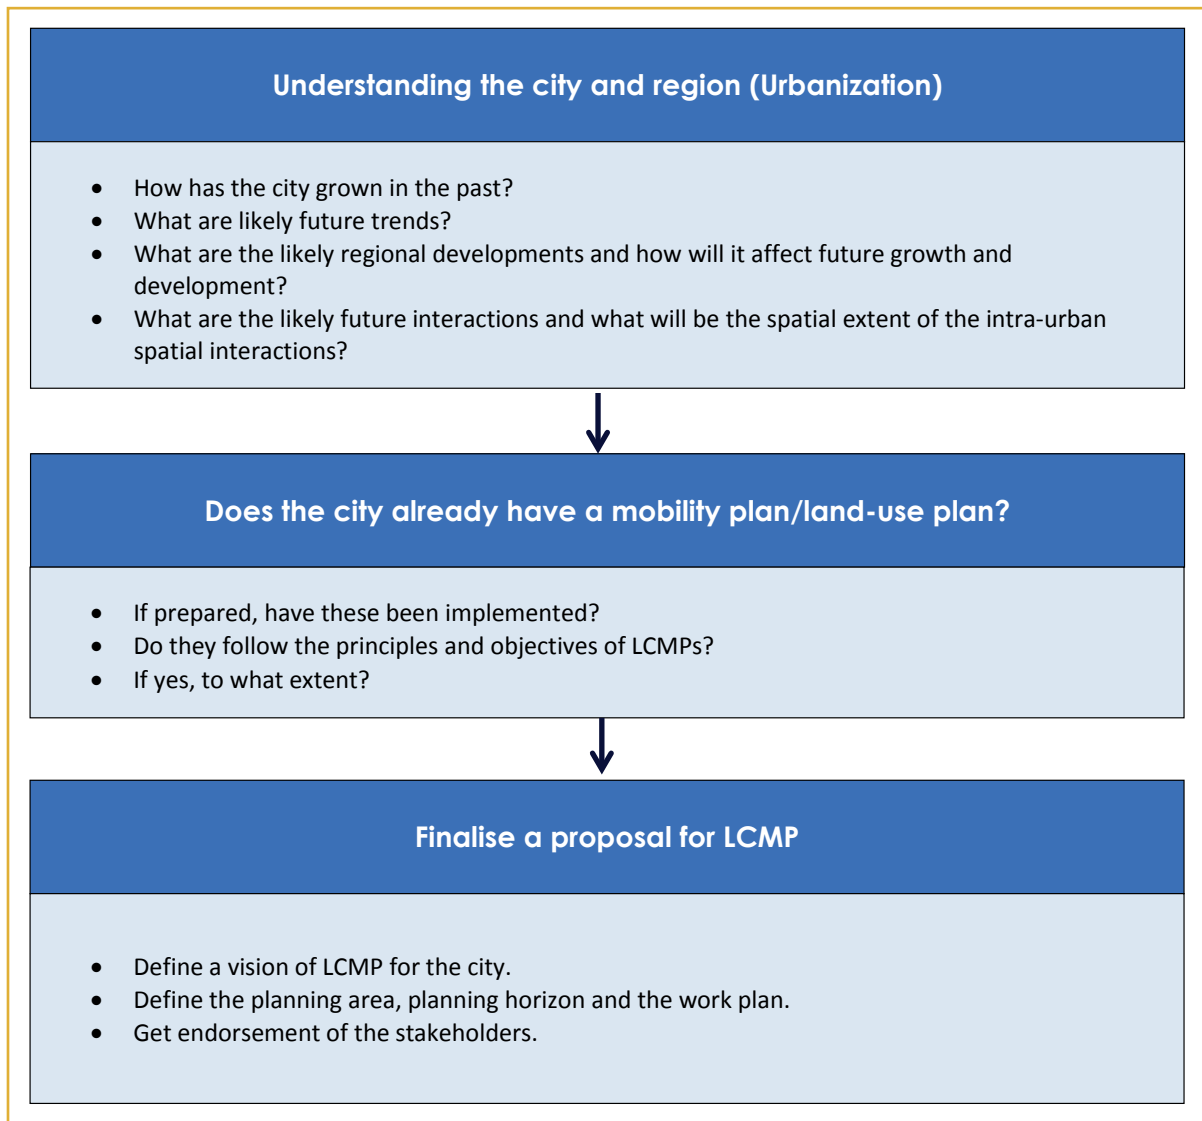 Understanding the city and region (Urbanization)
• How has the city grown in the past?
• What are likely future trends?
• What are the likely regional developments and how will it affect future growth and
development?
• What are the likely future interactions and what will be the spatial extent of the intra-urban
spatial interactions?
Does the city already have a mobility plan/land-use plan?
• If prepared, have these been implemented?
• Do they follow the principles and objectives of LCMPs?
• If yes, to what extent?
Finalise a proposal for LCMP
• Define a vision of LCMP for the city.
• Define the planning area, planning horizon and the work plan.
• Get endorsement of the stakeholders.